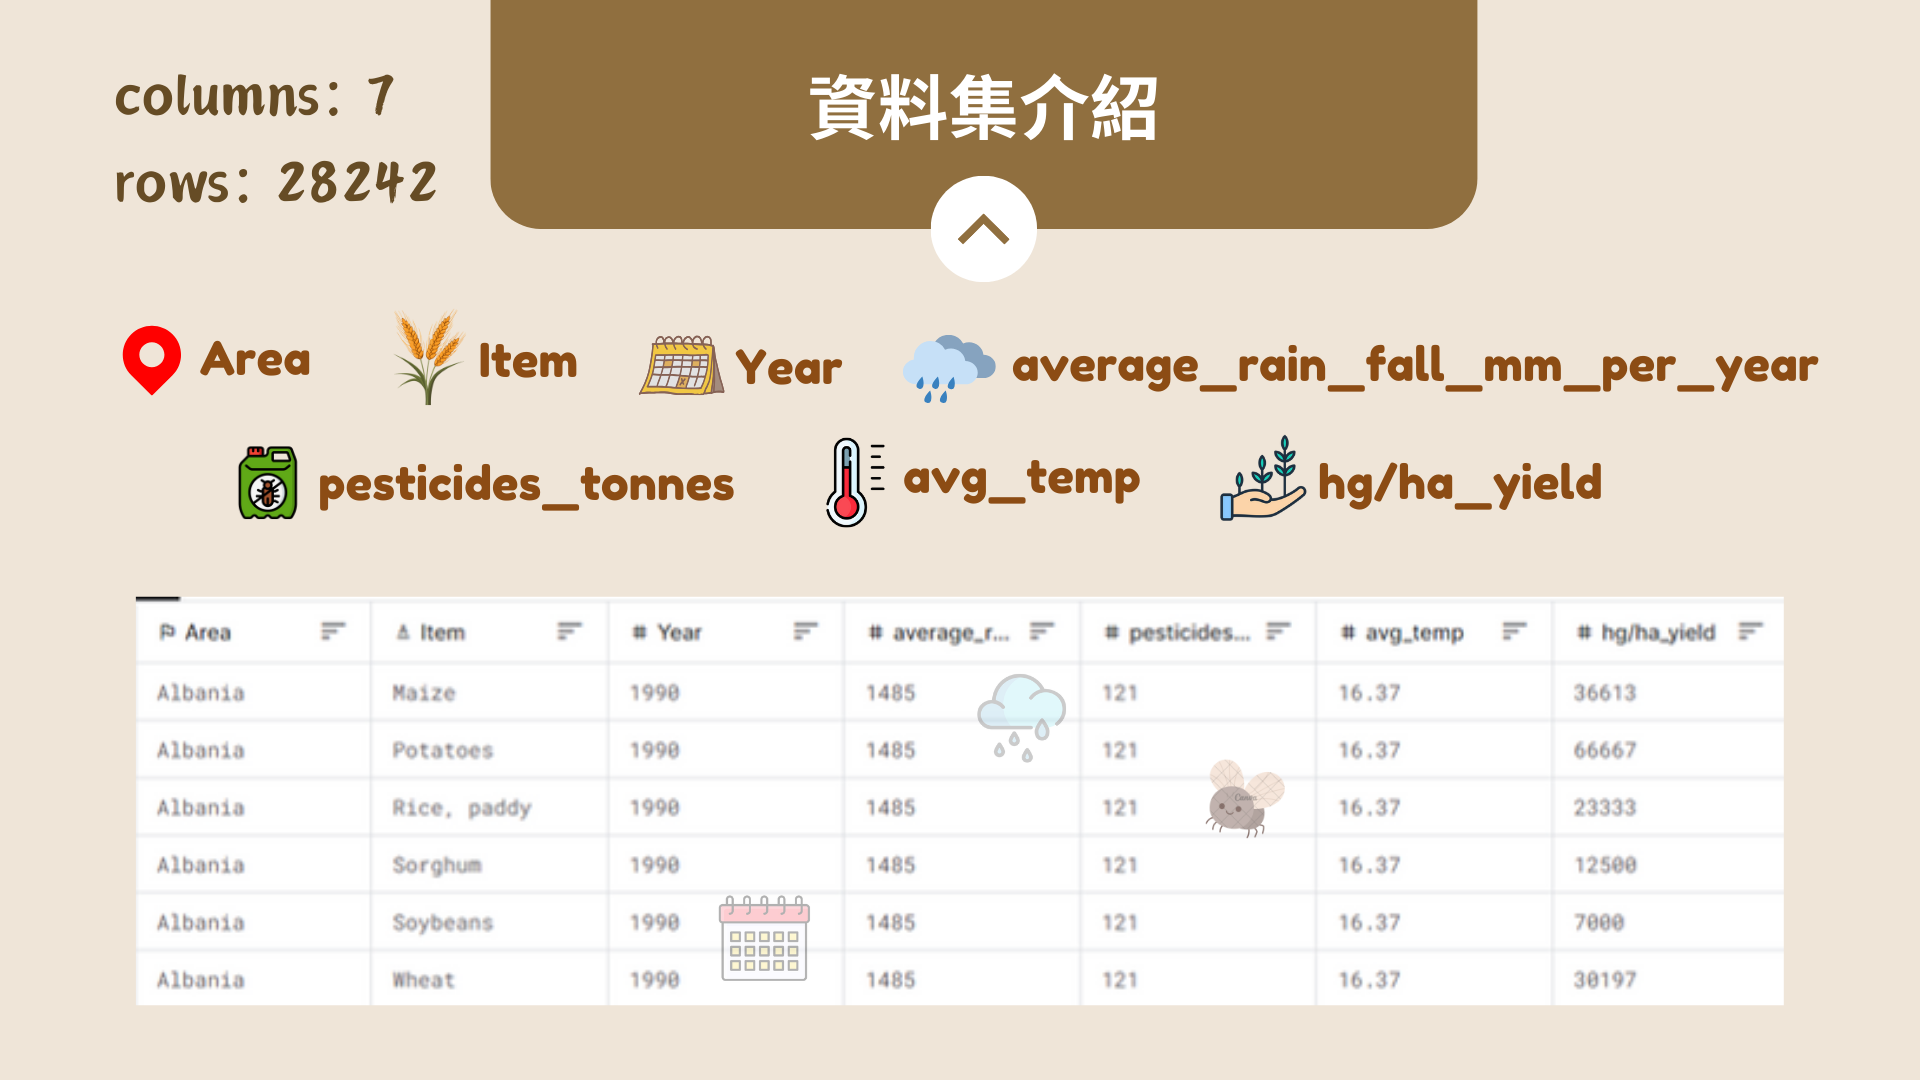 columns: 7
rows: 28242
資料集介紹
Area Item Year average_rain_fall_mm_per_year
pesticides_tonnes avg_temp hg/ha_yield
Area Item # Year # average_r... # pesticides... # avg_temp # hg/ha_yield
Albania Maize 1990 1485 121 16.37 36613
Albania Potatoes 1990 1485 121 16.37 66667
Albania Rice, paddy 1990 1485 121 16.37 23333
Albania Sorghum 1990 1485 121 16.37 12500
Albania Soybeans 1990 1485 121 16.37 7000
Albania Wheat 1990 1485 121 16.37 30197